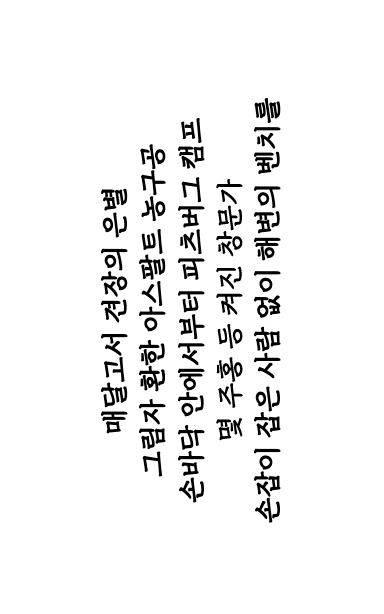 매달고서 견장의 은별
그림자 환한 아스팔트 농구공
손바닥 안에서부터 피츠버그 캠프
몇 주홍 등 켜진 창문가
손잡이 잡은 사람 없이 해변의 벤치를